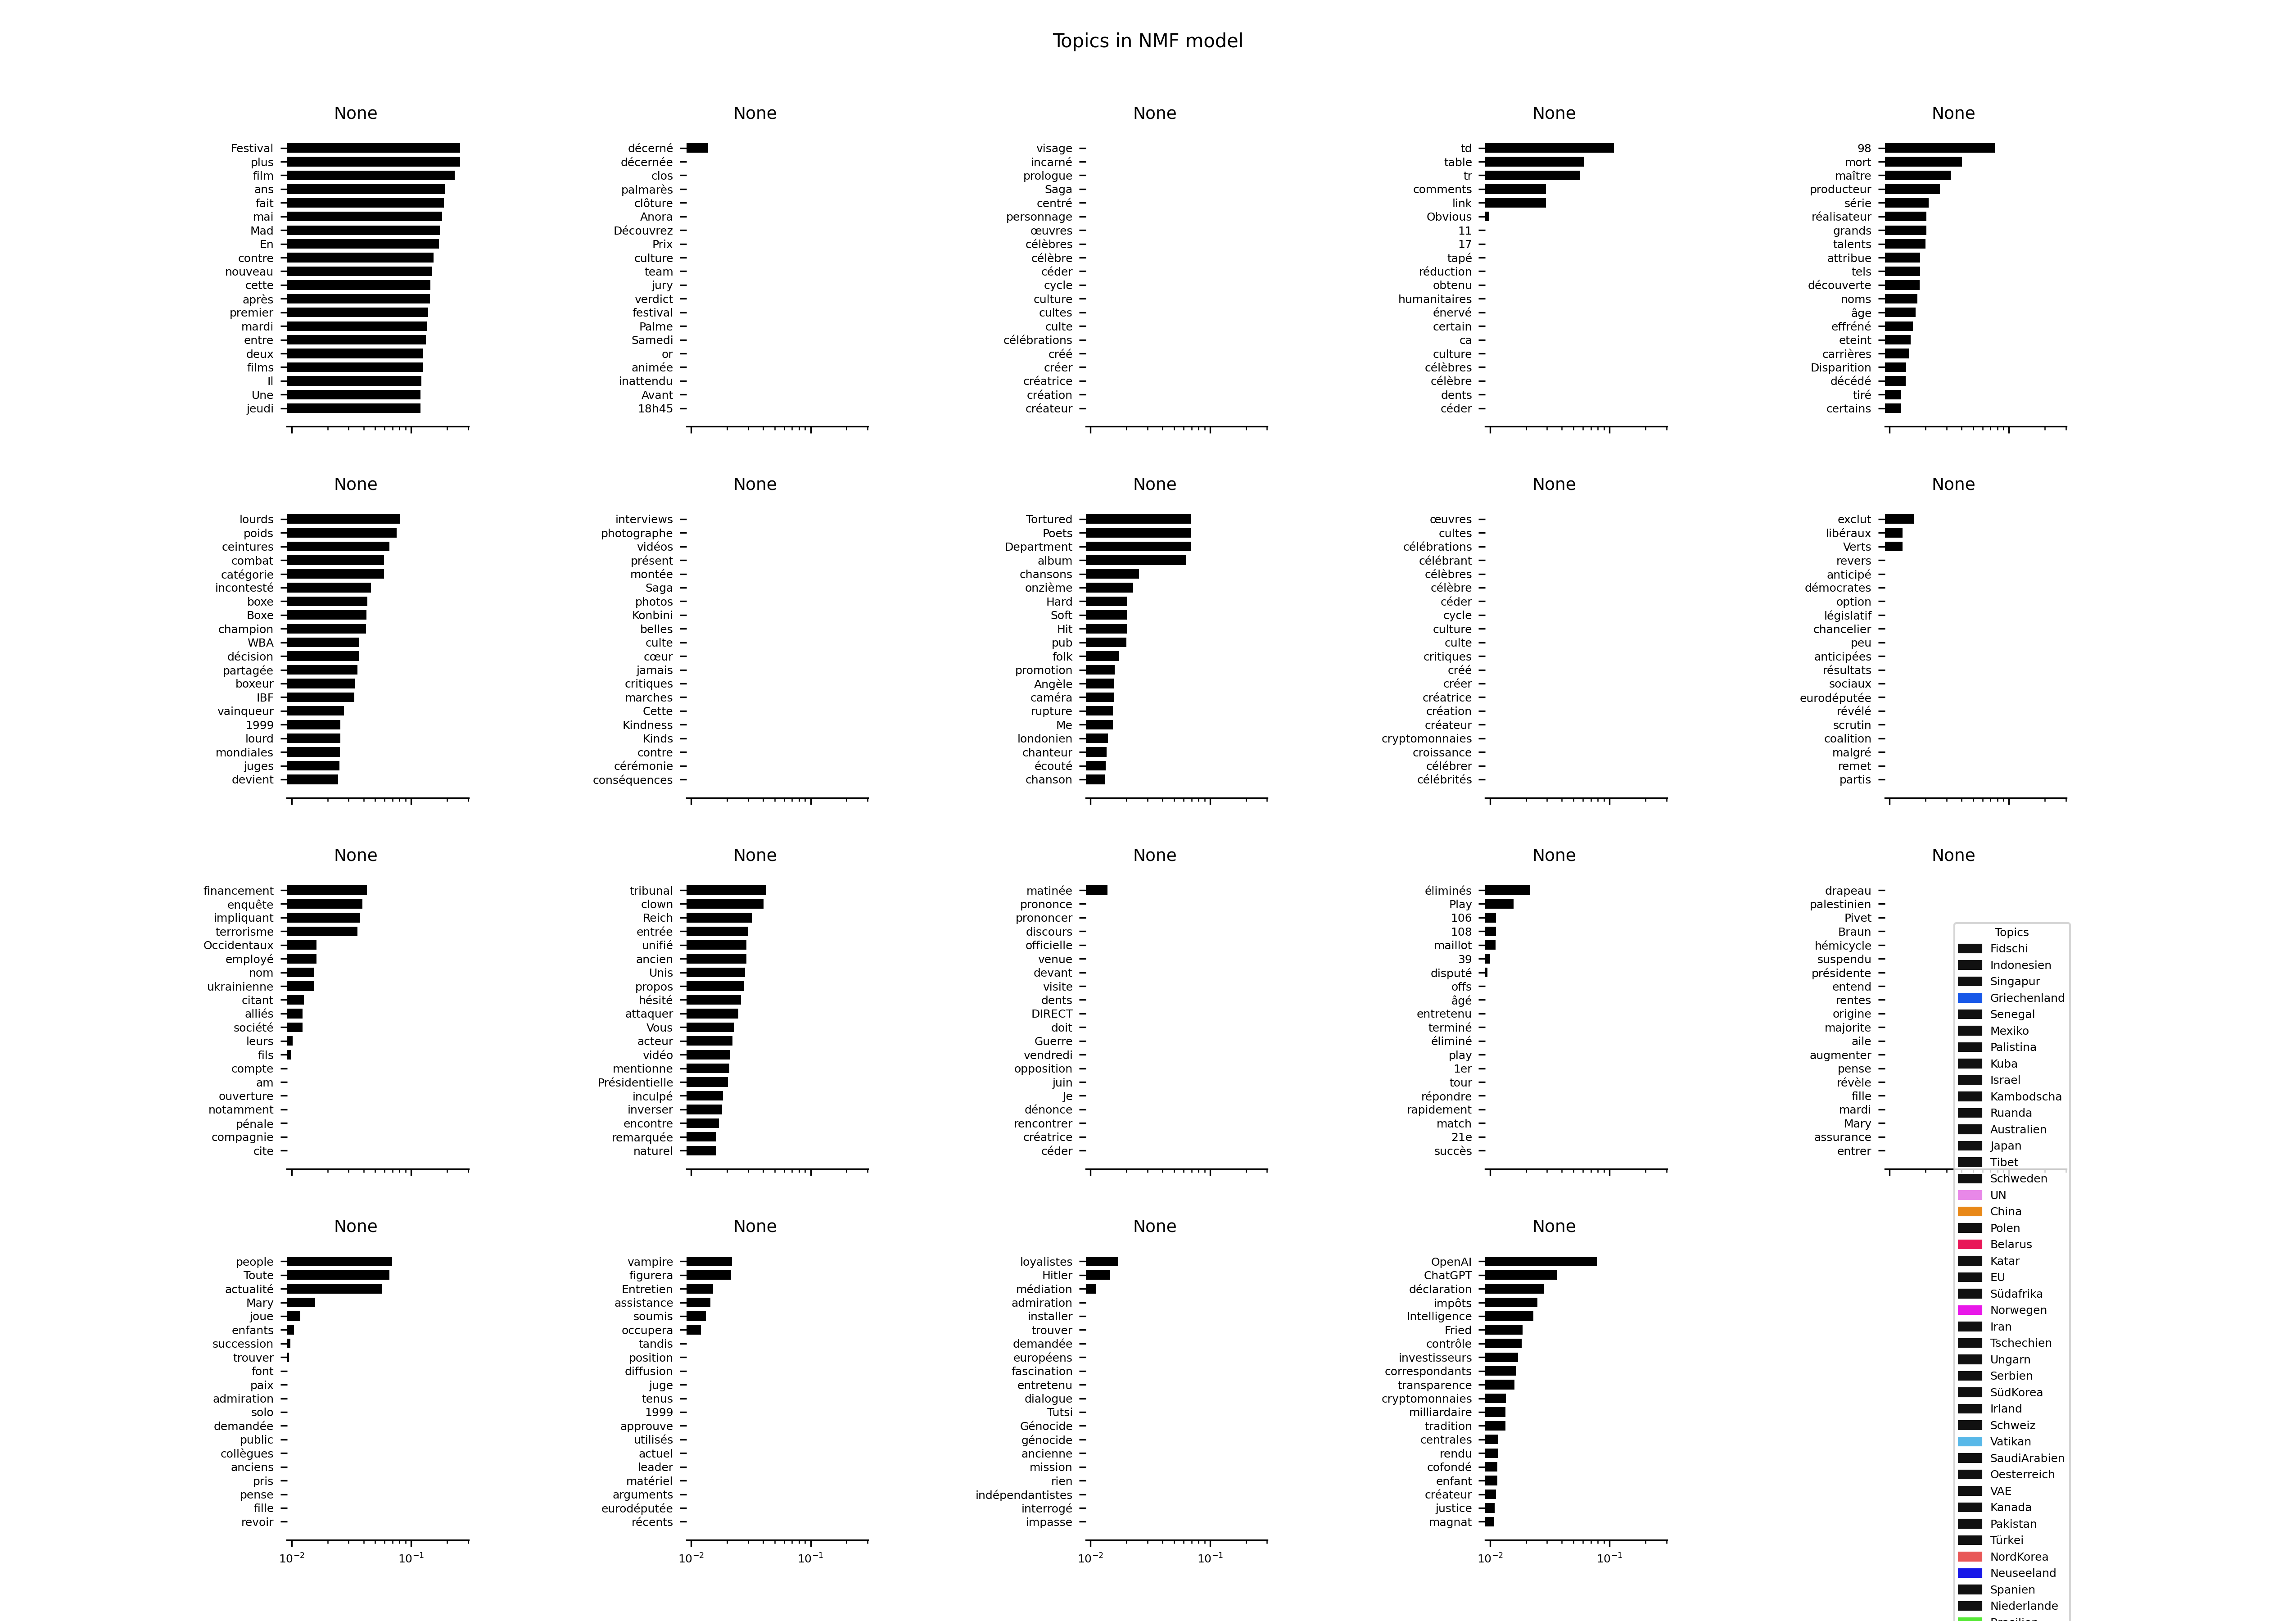 Topics in NMF model
None
Festival
plus
film
ans
fait
mai
Mad
En
contre
nouveau
cette
après
premier
mardi
entre
deux
films
Il
Une
jeudi
None
décerné
décernée
clos
palmarès
clôture
Anora
Découvrez
Prix
culture
team
jury
verdict
festival
Palme
Samedi
or
animée
inattendu
Avant
18h45
None
visage
incarné
prologue
Saga
centré
personnage
œuvres
célèbres
célèbre
céder
cycle
culture
cultes
culte
célébrations
créé
créer
créatrice
création
créateur
None
td
table
tr
comments
link
Obvious
11
17
tapé
réduction
obtenu
humanitaires
énervé
certain
ca
culture
célèbres
célèbre
dents
céder
None
98
mort
maître
producteur
série
réalisateur
grands
talents
attribue
tels
découverte
noms
âge
effréné
eteint
carrières
Disparition
décédé
tiré
certains
None
lourds
poids
ceintures
combat
catégorie
incontesté
boxe
Boxe
champion
WBA
décision
partagée
boxeur
IBF
vainqueur
1999
lourd
mondiales
juges
devient
None
interviews
photographe
vidéos
présent
montée
Saga
photos
Konbini
belles
culte
cœur
jamais
critiques
marches
Cette
Kindness
Kinds
contre
cérémonie
conséquences
None
Tortured
Poets
Department
album
chansons
onzième
Hard
Soft
Hit
pub
folk
promotion
Angèle
caméra
rupture
Me
londonien
chanteur
écouté
chanson
None
œuvres
cultes
célébrations
célébrant
célèbres
célèbre
céder
cycle
culture
culte
critiques
créé
créer
créatrice
création
créateur
cryptomonnaies
croissance
célébrer
célébrités
None
exclut
libéraux
Verts
revers
anticipé
démocrates
option
législatif
chancelier
peu
anticipées
résultats
sociaux
eurodéputée
révélé
scrutin
coalition
malgré
remet
partis
None
financement
enquête
impliquant
terrorisme
Occidentaux
employé
nom
ukrainienne
citant
alliés
société
leurs
fils
compte
am
ouverture
notamment
pénale
compagnie
cite
None
tribunal
clown
Reich
entrée
unifié
ancien
Unis
propos
hésité
attaquer
Vous
acteur
vidéo
mentionne
Présidentielle
inculpé
inverser
encontre
remarquée
naturel
None
matinée
prononce
prononcer
discours
officielle
venue
devant
visite
dents
DIRECT
doit
Guerre
vendredi
opposition
juin
Je
dénonce
rencontrer
créatrice
céder
None
éliminés
Play
106
108
maillot
39
disputé
offs
âgé
entretenu
terminé
éliminé
play
1er
tour
répondre
rapidement
match
21e
succès
None
drapeau
palestinien
Pivet
Braun
hémicycle
suspendu
présidente
entend
rentes
origine
majorite
aile
augmenter
pense
révèle
fille
mardi
Mary
assurance
entrer
None
people
Toute
actualité
Mary
joue
enfants
succession
trouver
font
paix
admiration
solo
demandée
public
collègues
anciens
pris
pense
fille
revoir
10⁻²
10⁻¹
None
vampire
figurera
Entretien
assistance
soumis
occupera
tandis
position
diffusion
juge
tenus
1999
approuve
utilisés
actuel
leader
matériel
arguments
eurodéputée
récents
10⁻²
10⁻¹
None
loyalistes
Hitler
médiation
admiration
installer
trouver
demandée
européens
fascination
entretenu
dialogue
Tutsi
Génocide
génocide
ancienne
mission
rien
indépendantistes
interrogé
impasse
10⁻²
10⁻¹
None
OpenAI
ChatGPT
déclaration
impôts
Intelligence
Fried
contrôle
investisseurs
correspondants
transparence
cryptomonnaies
milliardaire
tradition
centrales
rendu
cofondé
enfant
créateur
justice
magnat
10⁻²
10⁻¹
Topics
Fidschi
Indonesien
Singapur
Griechenland
Senegal
Mexiko
Palistina
Kuba
Israel
Kambodscha
Ruanda
Australien
Japan
Tibet
Schweden
UN
China
Polen
Belarus
Katar
EU
Südafrika
Norwegen
Iran
Tschechien
Ungarn
Serbien
SüdKorea
Irland
Schweiz
Vatikan
SaudiArabien
Oesterreich
VAE
Kanada
Pakistan
Türkei
NordKorea
Neuseeland
Spanien
Niederlande